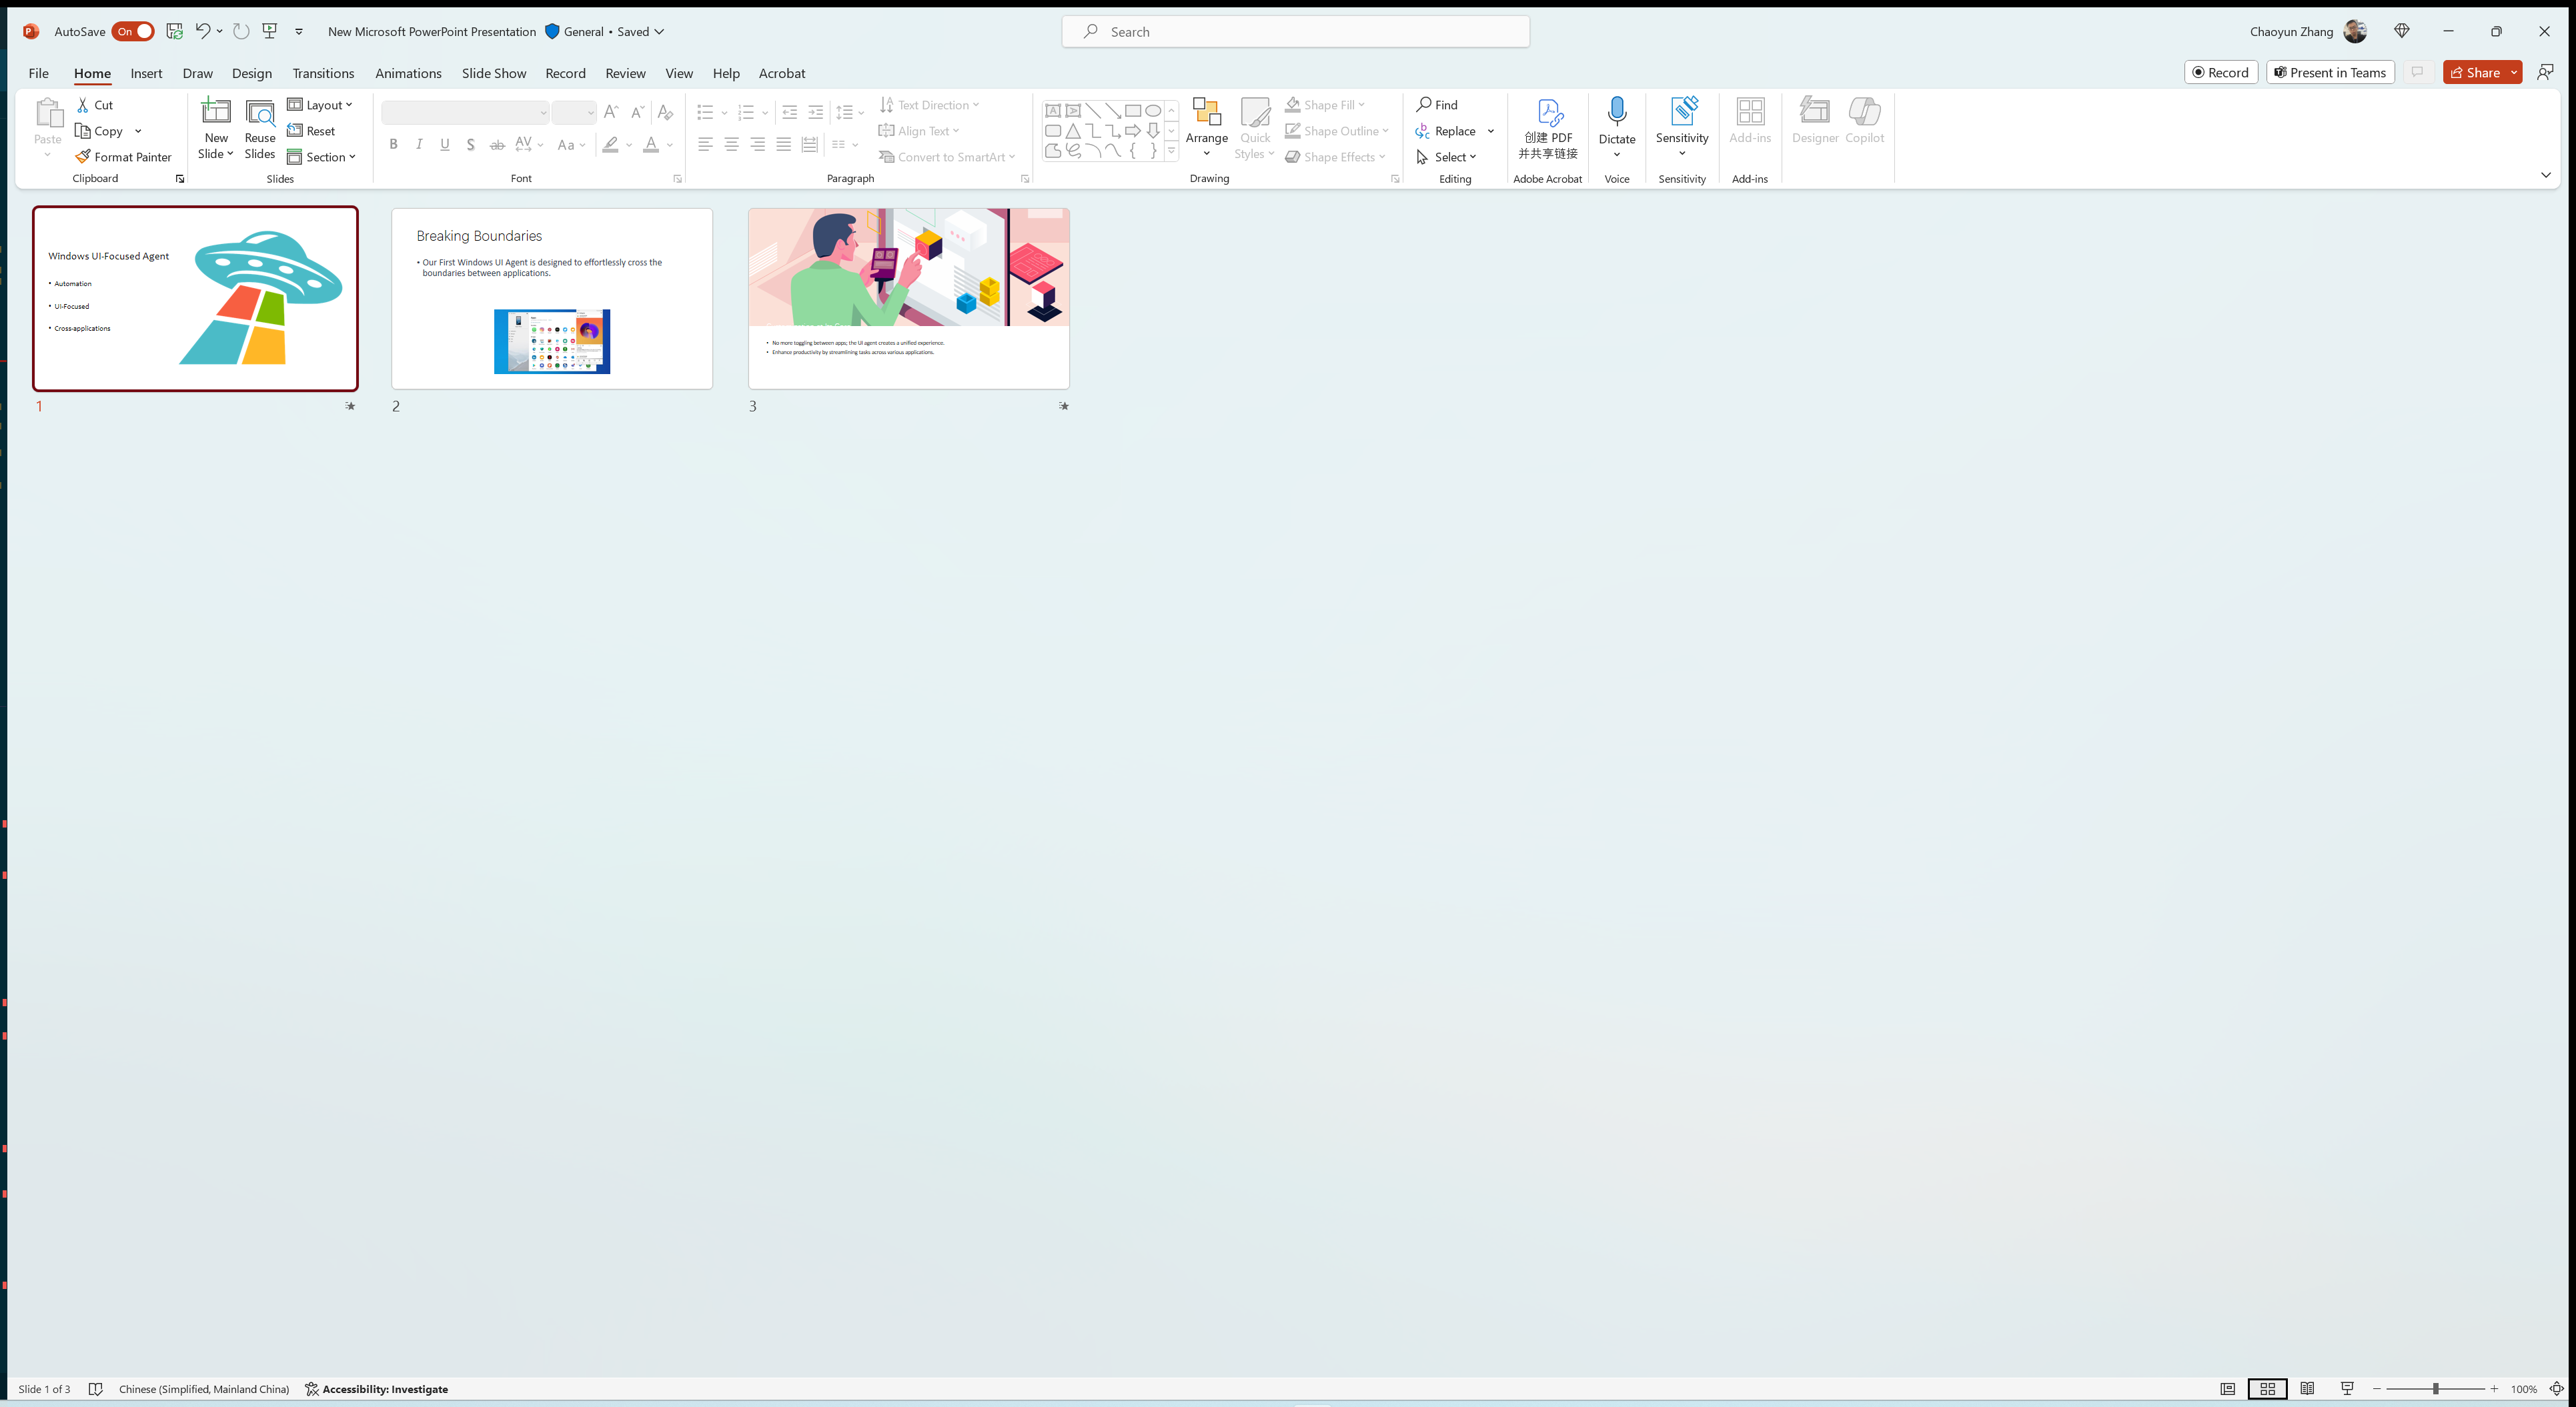 AutoSave On New Microsoft PowerPoint Presentation General • Saved Search Chaoyun Zhang
File Home Insert Draw Design Transitions Animations Slide Show Record Review View Help Acrobat Record Present in Teams Share
Paste
Cut
Copy
Format Painter
Clipboard
New Slide
Reuse Slides
Layout
Reset
Section
Slides
Font
Text Direction
Align Text
Convert to SmartArt
Paragraph
Arrange
Quick Styles
Shape Fill
Shape Outline
Shape Effects
Drawing
Find
Replace
Select
Editing
创建 PDF
并共享链接
Adobe Acrobat
Dictate
Voice
Sensitivity
Sensitivity
Add-ins
Add-ins
Designer
Copilot
Windows UI-Focused Agent
• Automation
• UI-Focused
• Cross-applications
1
Breaking Boundaries
• Our First Windows UI Agent is designed to effortlessly cross the
boundaries between applications.
2
• No more toggling between apps; the UI agent creates a unified experience.
• Enhance productivity by streamlining tasks across various applications.
3
Slide 1 of 3 Chinese (Simplified, Mainland China) Accessibility: Investigate 100%